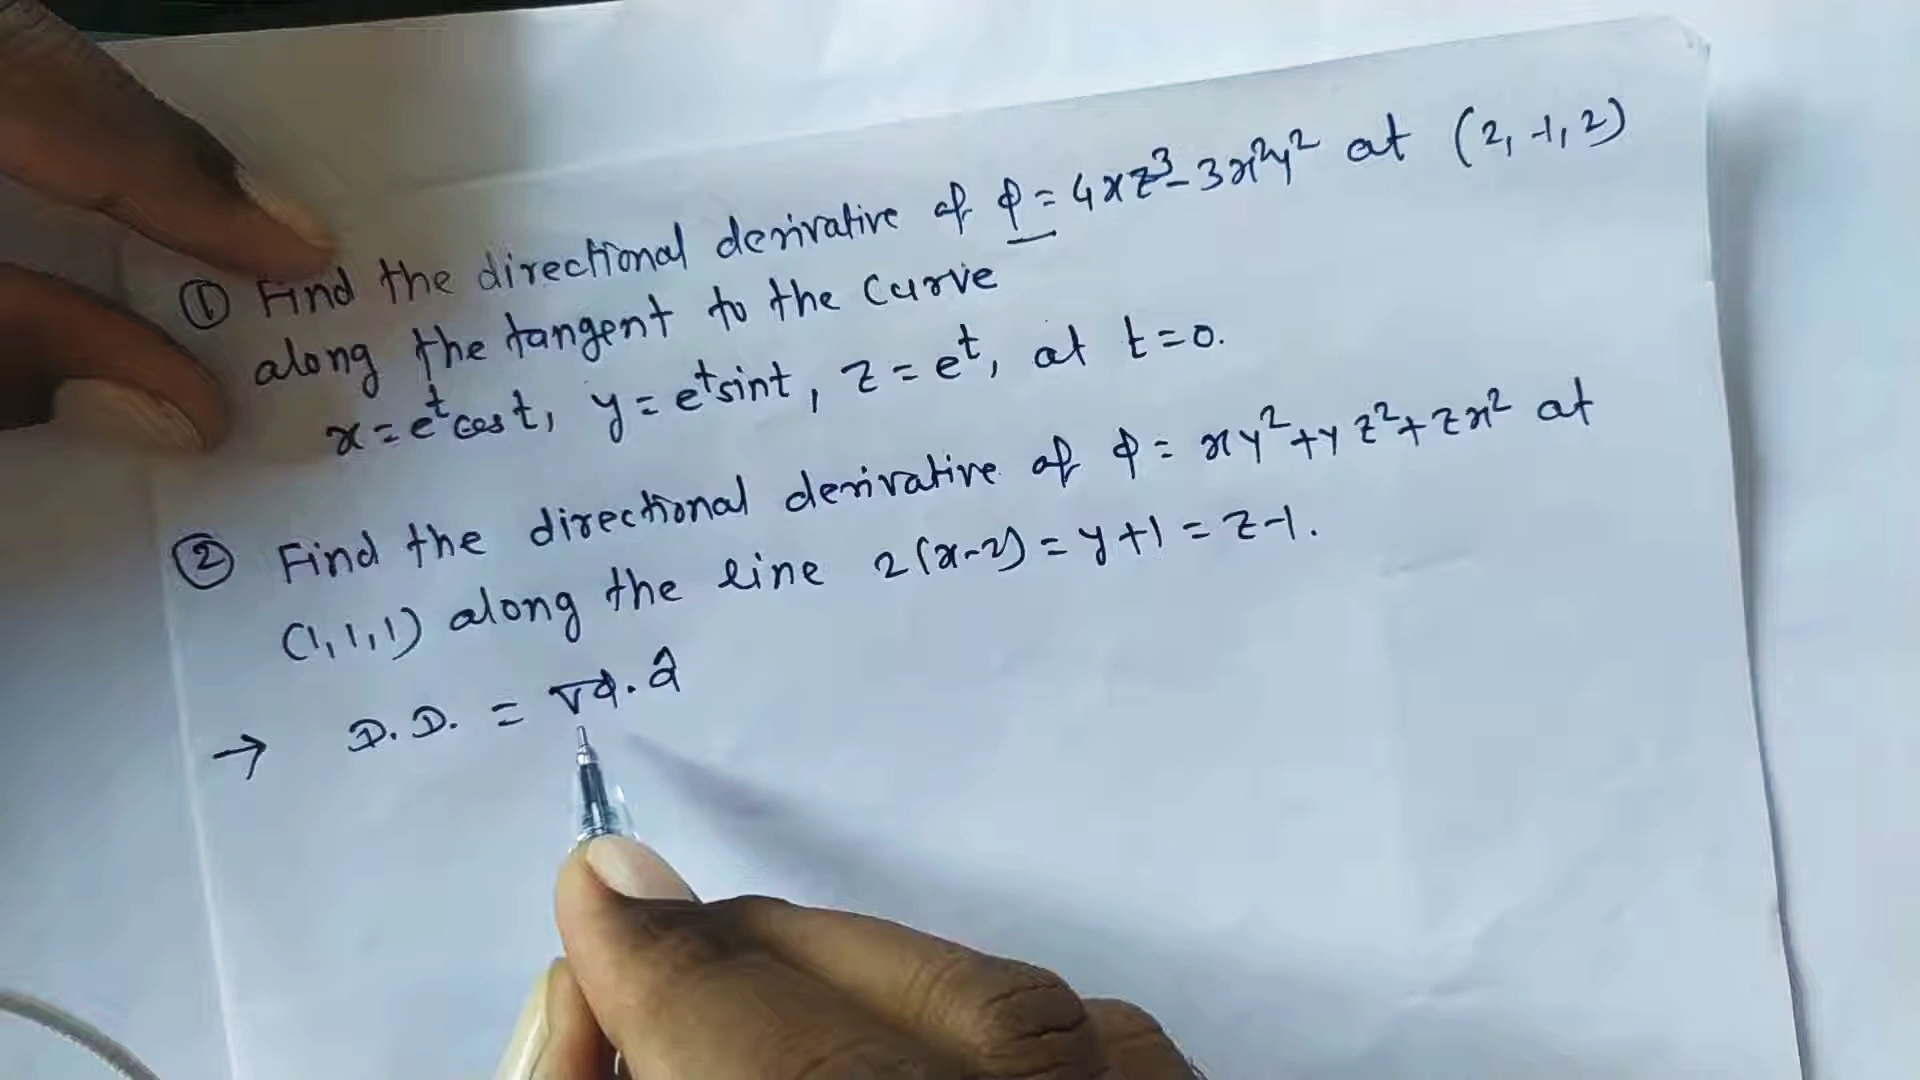 ① Find the directional derivative of φ = 4xz³ - 3x²y² at (2, -1, 2)
along the tangent to the curve
x = eᵗcost, y = eᵗsint, z = eᵗ, at t = 0.
② Find the directional derivative of φ = xy² + yz² + zx² at
(1, 1, 1) along the line 2(x-2) = y+1 = z-1.
→ D.D. = ∇φ.â